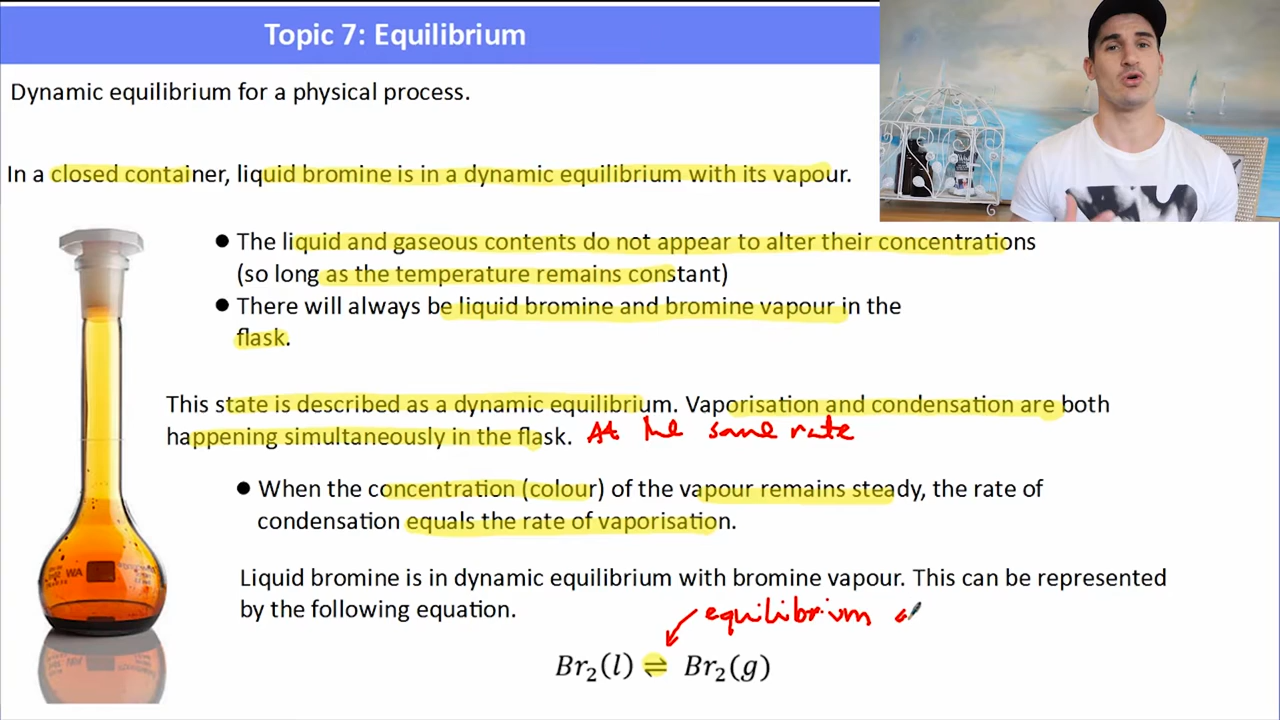 Topic 7: Equilibrium
Dynamic equilibrium for a physical process.
In a closed container, liquid bromine is in a dynamic equilibrium with its vapour.
● The liquid and gaseous contents do not appear to alter their concentrations
(so long as the temperature remains constant)
● There will always be liquid bromine and bromine vapour in the
flask.
This state is described as a dynamic equilibrium. Vaporisation and condensation are both
happening simultaneously in the flask. At the same rate
● When the concentration (colour) of the vapour remains steady, the rate of
condensation equals the rate of vaporisation.
Liquid bromine is in dynamic equilibrium with bromine vapour. This can be represented
by the following equation.
equilibrium
Br₂(l) ⇌ Br₂(g)